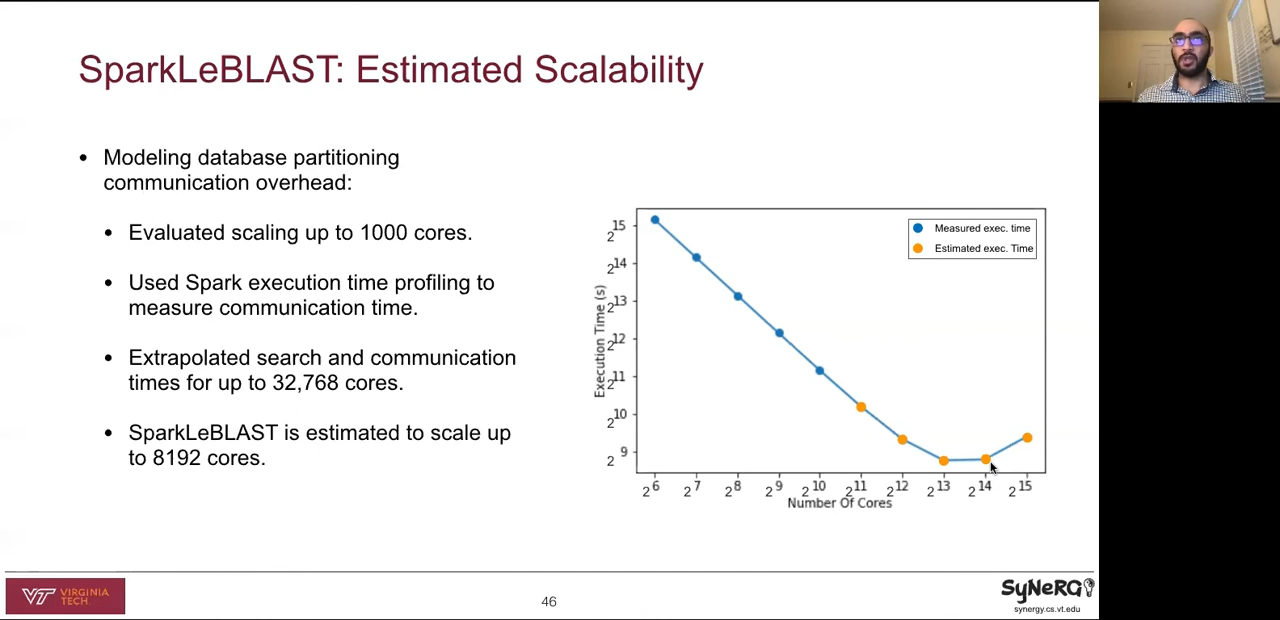 SparkLeBLAST: Estimated Scalability
• Modeling database partitioning
communication overhead:
• Evaluated scaling up to 1000 cores.
• Used Spark execution time profiling to
measure communication time.
• Extrapolated search and communication
times for up to 32,768 cores.
• SparkLeBLAST is estimated to scale up
to 8192 cores.
Measured exec. time
Estimated exec. Time
Execution Time (s)
2 15
2 14
2 13
2 12
2 11
2 10
2 9
2 6 2 7 2 8 2 9 2 10 2 11 2 12 2 13 2 14 2 15
Number Of Cores
VT VIRGINIA
TECH
46
SyNeRGy
synergy.cs.vt.edu